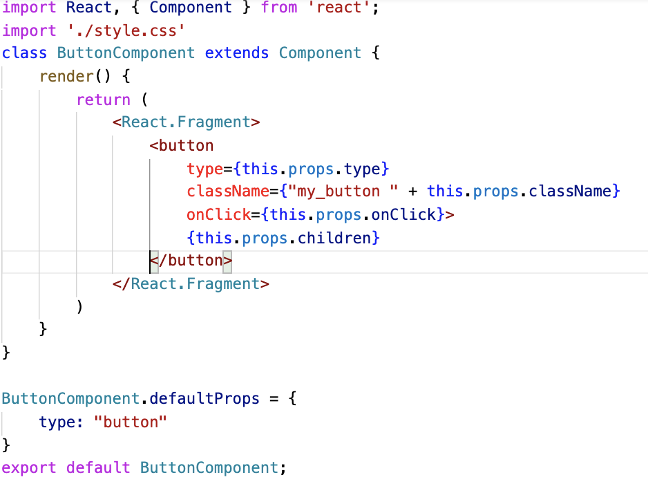 import React, { Component } from 'react';
import './style.css'
class ButtonComponent extends Component {
    render() {
        return (
            <React.Fragment>
                <button
                    type={this.props.type}
                    className={"my_button " + this.props.className}
                    onClick={this.props.onClick}>
                    {this.props.children}
                </button>
            </React.Fragment>
        )
    }
}

ButtonComponent.defaultProps = {
    type: "button"
}
export default ButtonComponent;